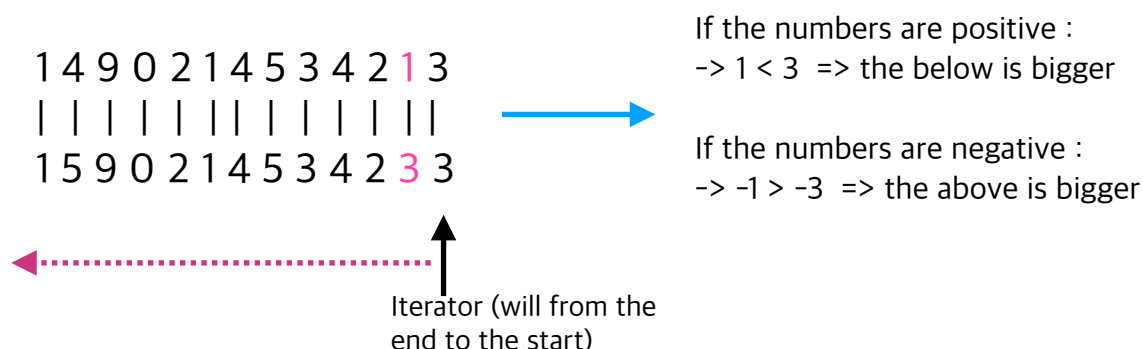 1 4 9 0 2 1 4 5 3 4 2 1 3
| | | | | | | | | | | | |
1 5 9 0 2 1 4 5 3 4 2 3 3
If the numbers are positive :
-> 1 < 3 => the below is bigger
If the numbers are negative :
-> -1 > -3 => the above is bigger
Iterator (will from the
end to the start)